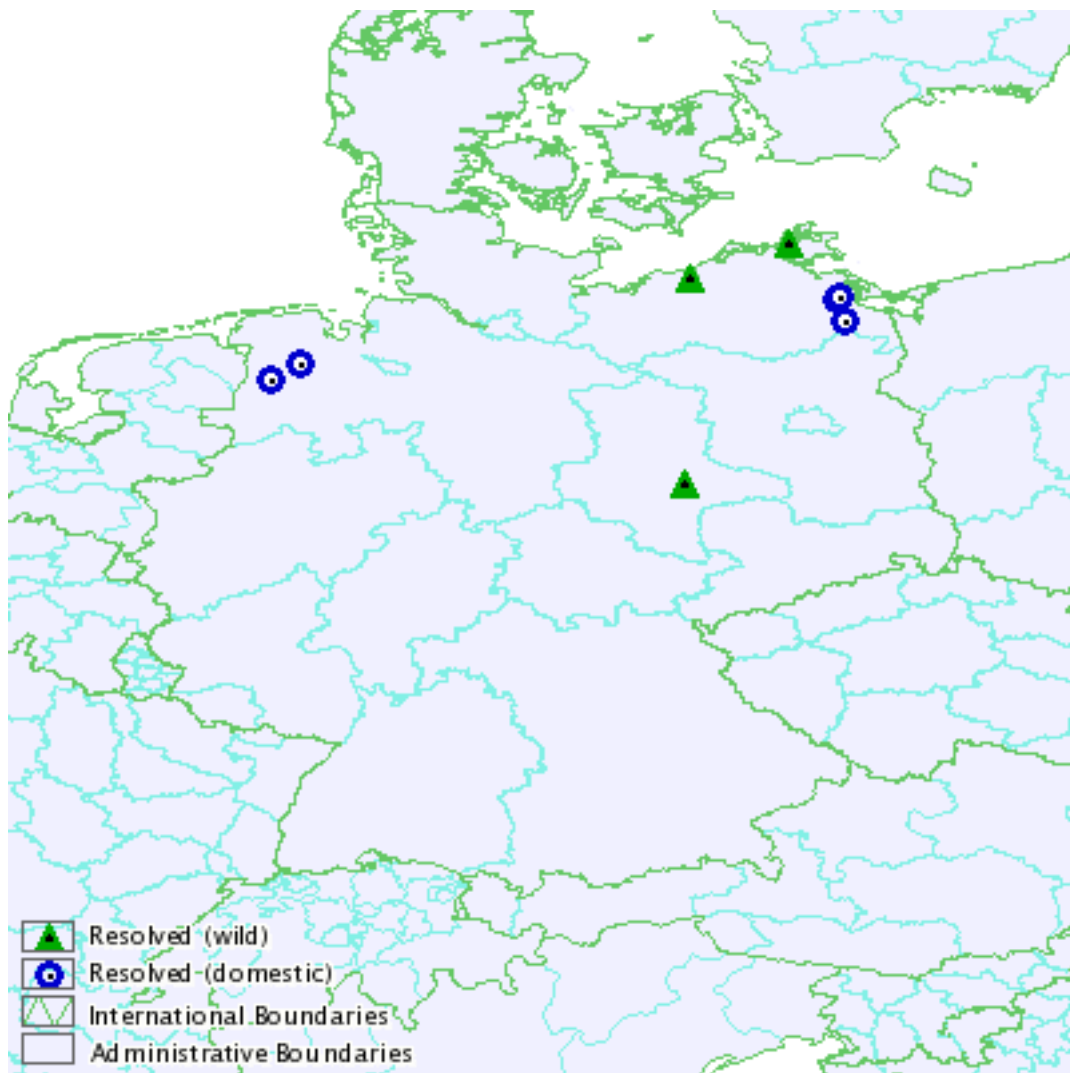 Resolved (wild)
Resolved (domestic)
International Boundaries
Administrative Boundaries